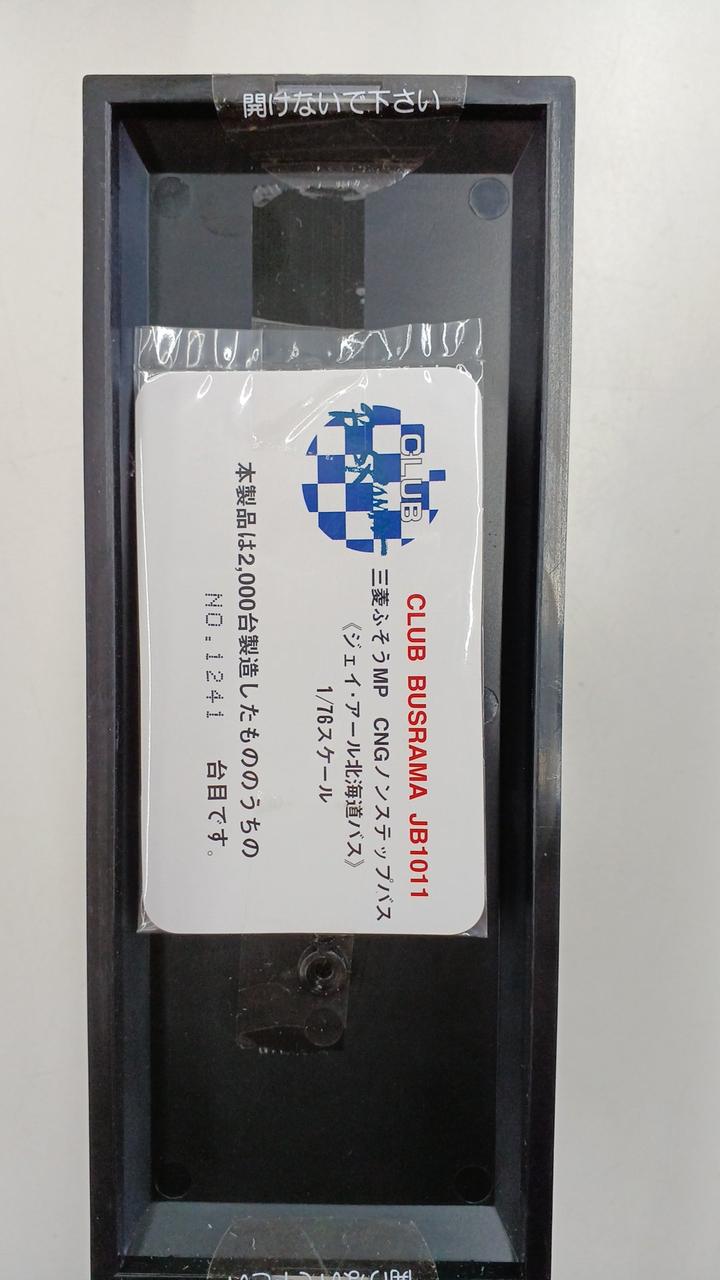 開けないで下さい
CLUB
BUSRAMA
CLUB BUSRAMA JB1011
三菱ふそうMP CNGノンステップバス
《ジェイ・アール北海道バス》
1/76スケール
本製品は2,000台製造したもののうちの
NO.1241 台目です。